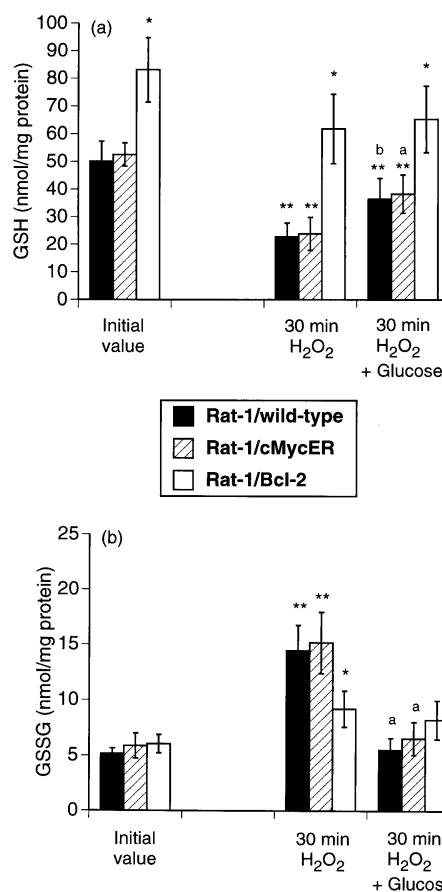 (a)
100
90
80
70
60
50
40
30
20
10
0
GSH (nmol/mg protein)
*
** **
*
b a
** **
*
Initial
value
30 min
H₂O₂
30 min
H₂O₂
+ Glucose
Rat-1/wild-type
Rat-1/cMycER
Rat-1/Bcl-2
(b)
25
20
15
10
5
0
GSSG (nmol/mg protein)
** **
*
a a
Initial
value
30 min
H₂O₂
30 min
H₂O₂
+ Glucos